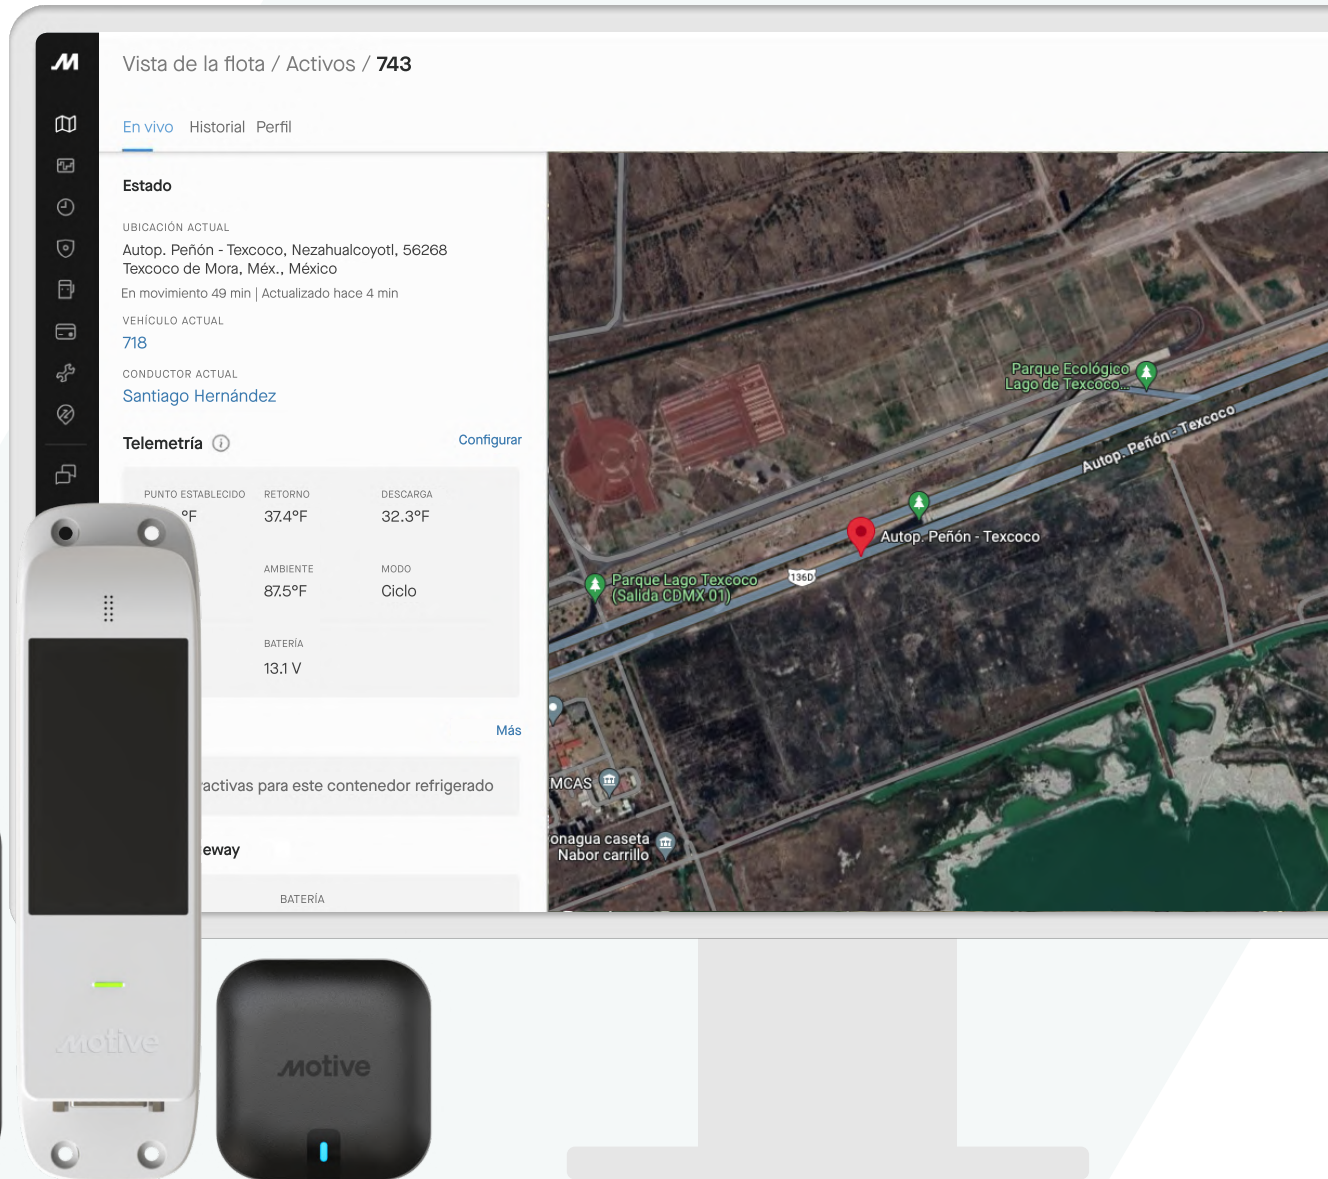 Vista de la flota / Activos / 743
En vivo Historial Perfil
Estado
UBICACIÓN ACTUAL
Autop. Peñón - Texcoco, Nezahualcoyotl, 56268
Texcoco de Mora, Méx., México
En movimiento 49 min | Actualizado hace 4 min
VEHÍCULO ACTUAL
718
CONDUCTOR ACTUAL
Santiago Hernández
Telemetría Configurar
PUNTO ESTABLECIDO RETORNO DESCARGA
°F 37.4°F 32.3°F
AMBIENTE MODO
87.5°F Ciclo
BATERÍA
13.1 V
Más
activas para este contenedor refrigerado
eway
BATERÍA
Parque Ecológico
Lago de Texcoco...
Autop. Peñón - Texcoco
Autop. Peñón - Texcoco
136D
Parque Lago Texcoco
(Salida CDMX 01)
MCAS
onagua caseta
Nabor carrillo
motive
motive